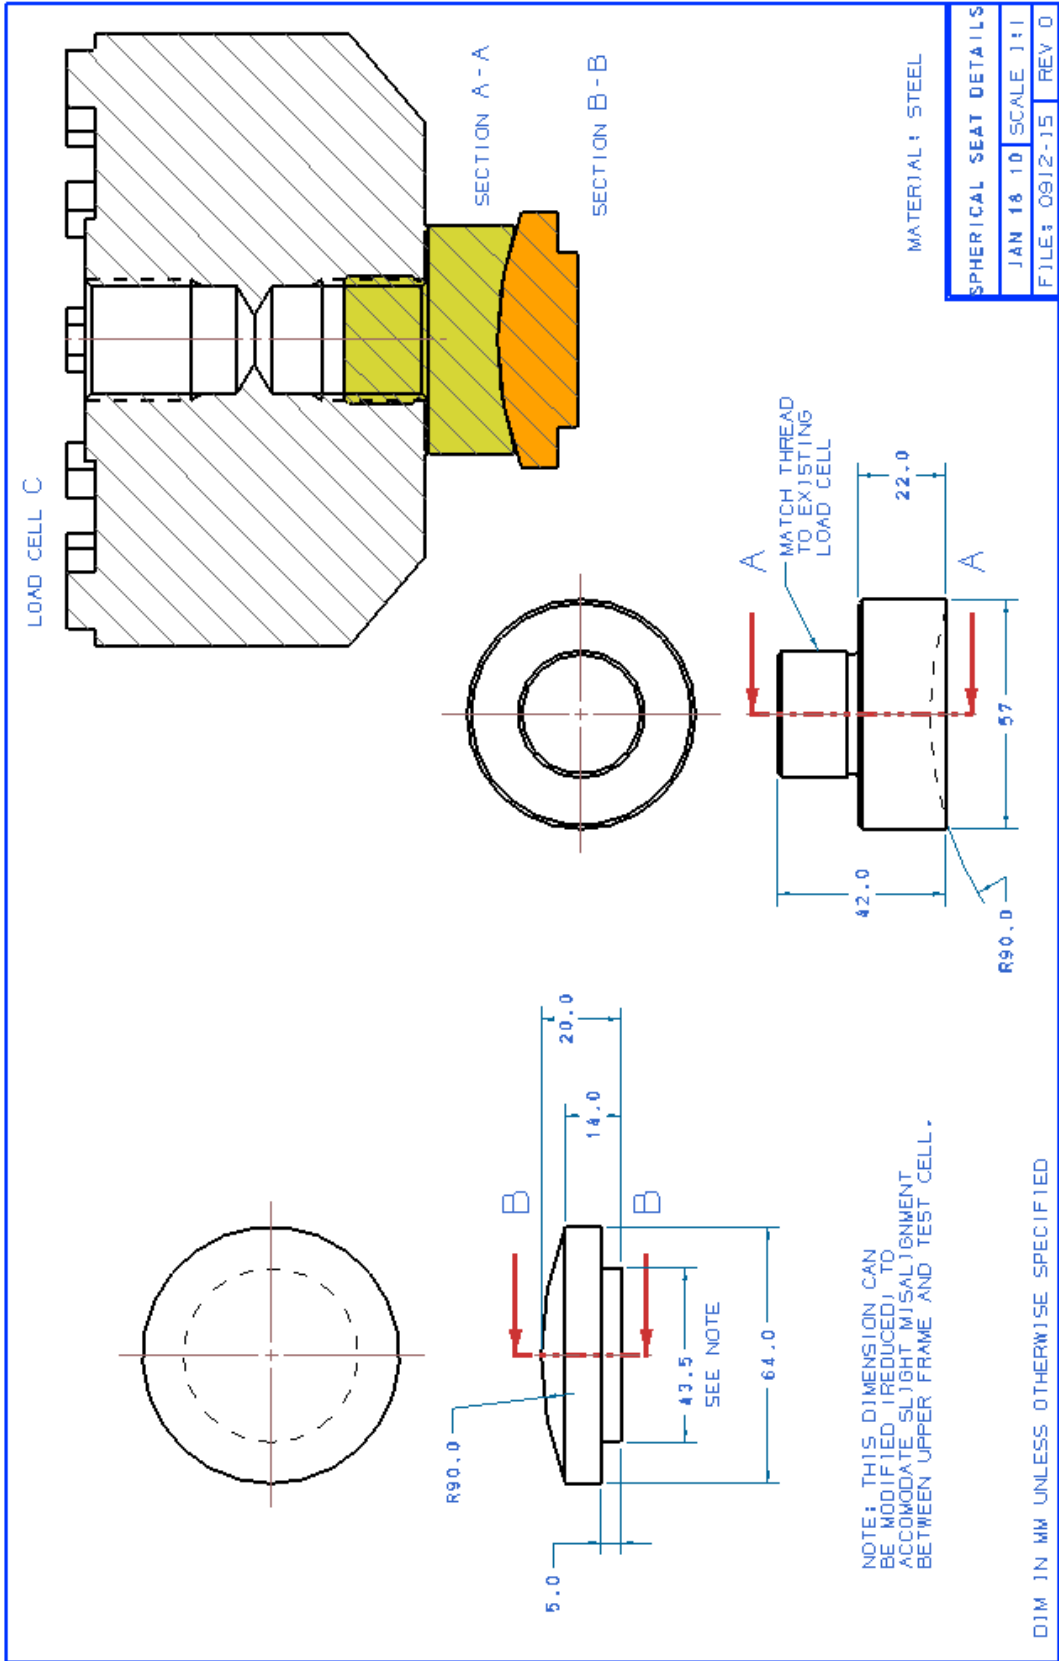 LOAD CELL C
SECTION A-A
SECTION B-B
B
B
R90.0
20.0
14.0
5.0
43.5
SEE NOTE
64.0
A
A
MATCH THREAD
TO EXISTING
LOAD CELL
42.0
22.0
57
R90.0
NOTE: THIS DIMENSION CAN
BE MODIFIED (REDUCED) TO
ACCOMODATE SLIGHT MISALIGNMENT
BETWEEN UPPER FRAME AND TEST CELL.
DIM IN MM UNLESS OTHERWISE SPECIFIED
MATERIAL: STEEL
SPHERICAL SEAT DETAILS
JAN 18 10 SCALE 1:1
FILE: 0912-15 REV 0